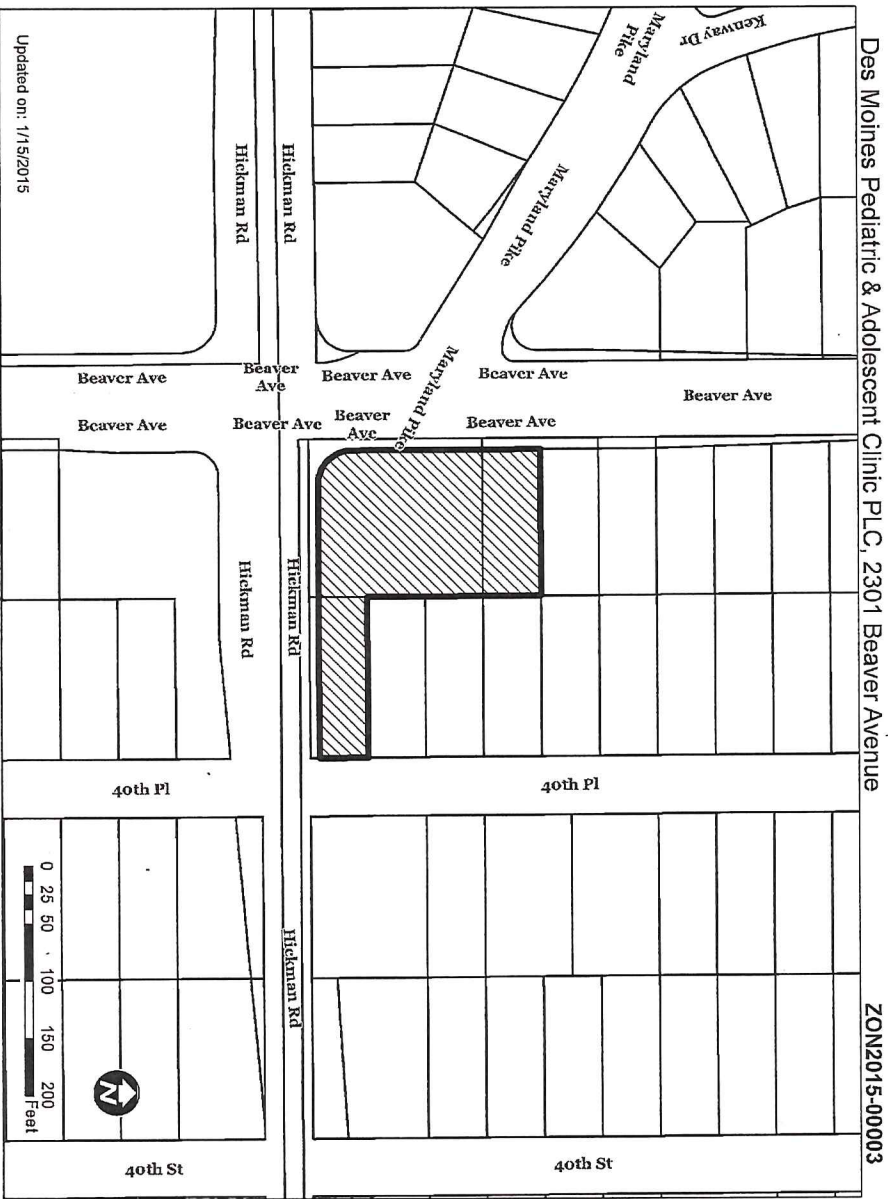 Des Moines Pediatric & Adolescent Clinic PLC, 2301 Beaver Avenue
ZON2015-00003
Kenway Dr
Maryland
Pike
Maryland Pike
Maryland
Pike
Maryland Pike
Beaver Ave
Beaver Ave
Beaver Ave
Beaver Ave
Beaver
Ave
Beaver
Ave
Beaver Ave
Beaver Ave
Beaver Ave
Hickman Rd
Hickman Rd
Hickman Rd
Hickman Rd
Hickman Rd
40th Pl
40th Pl
40th St
40th St
0 25 50 100 150 200
Feet
N
Updated on: 1/15/2015